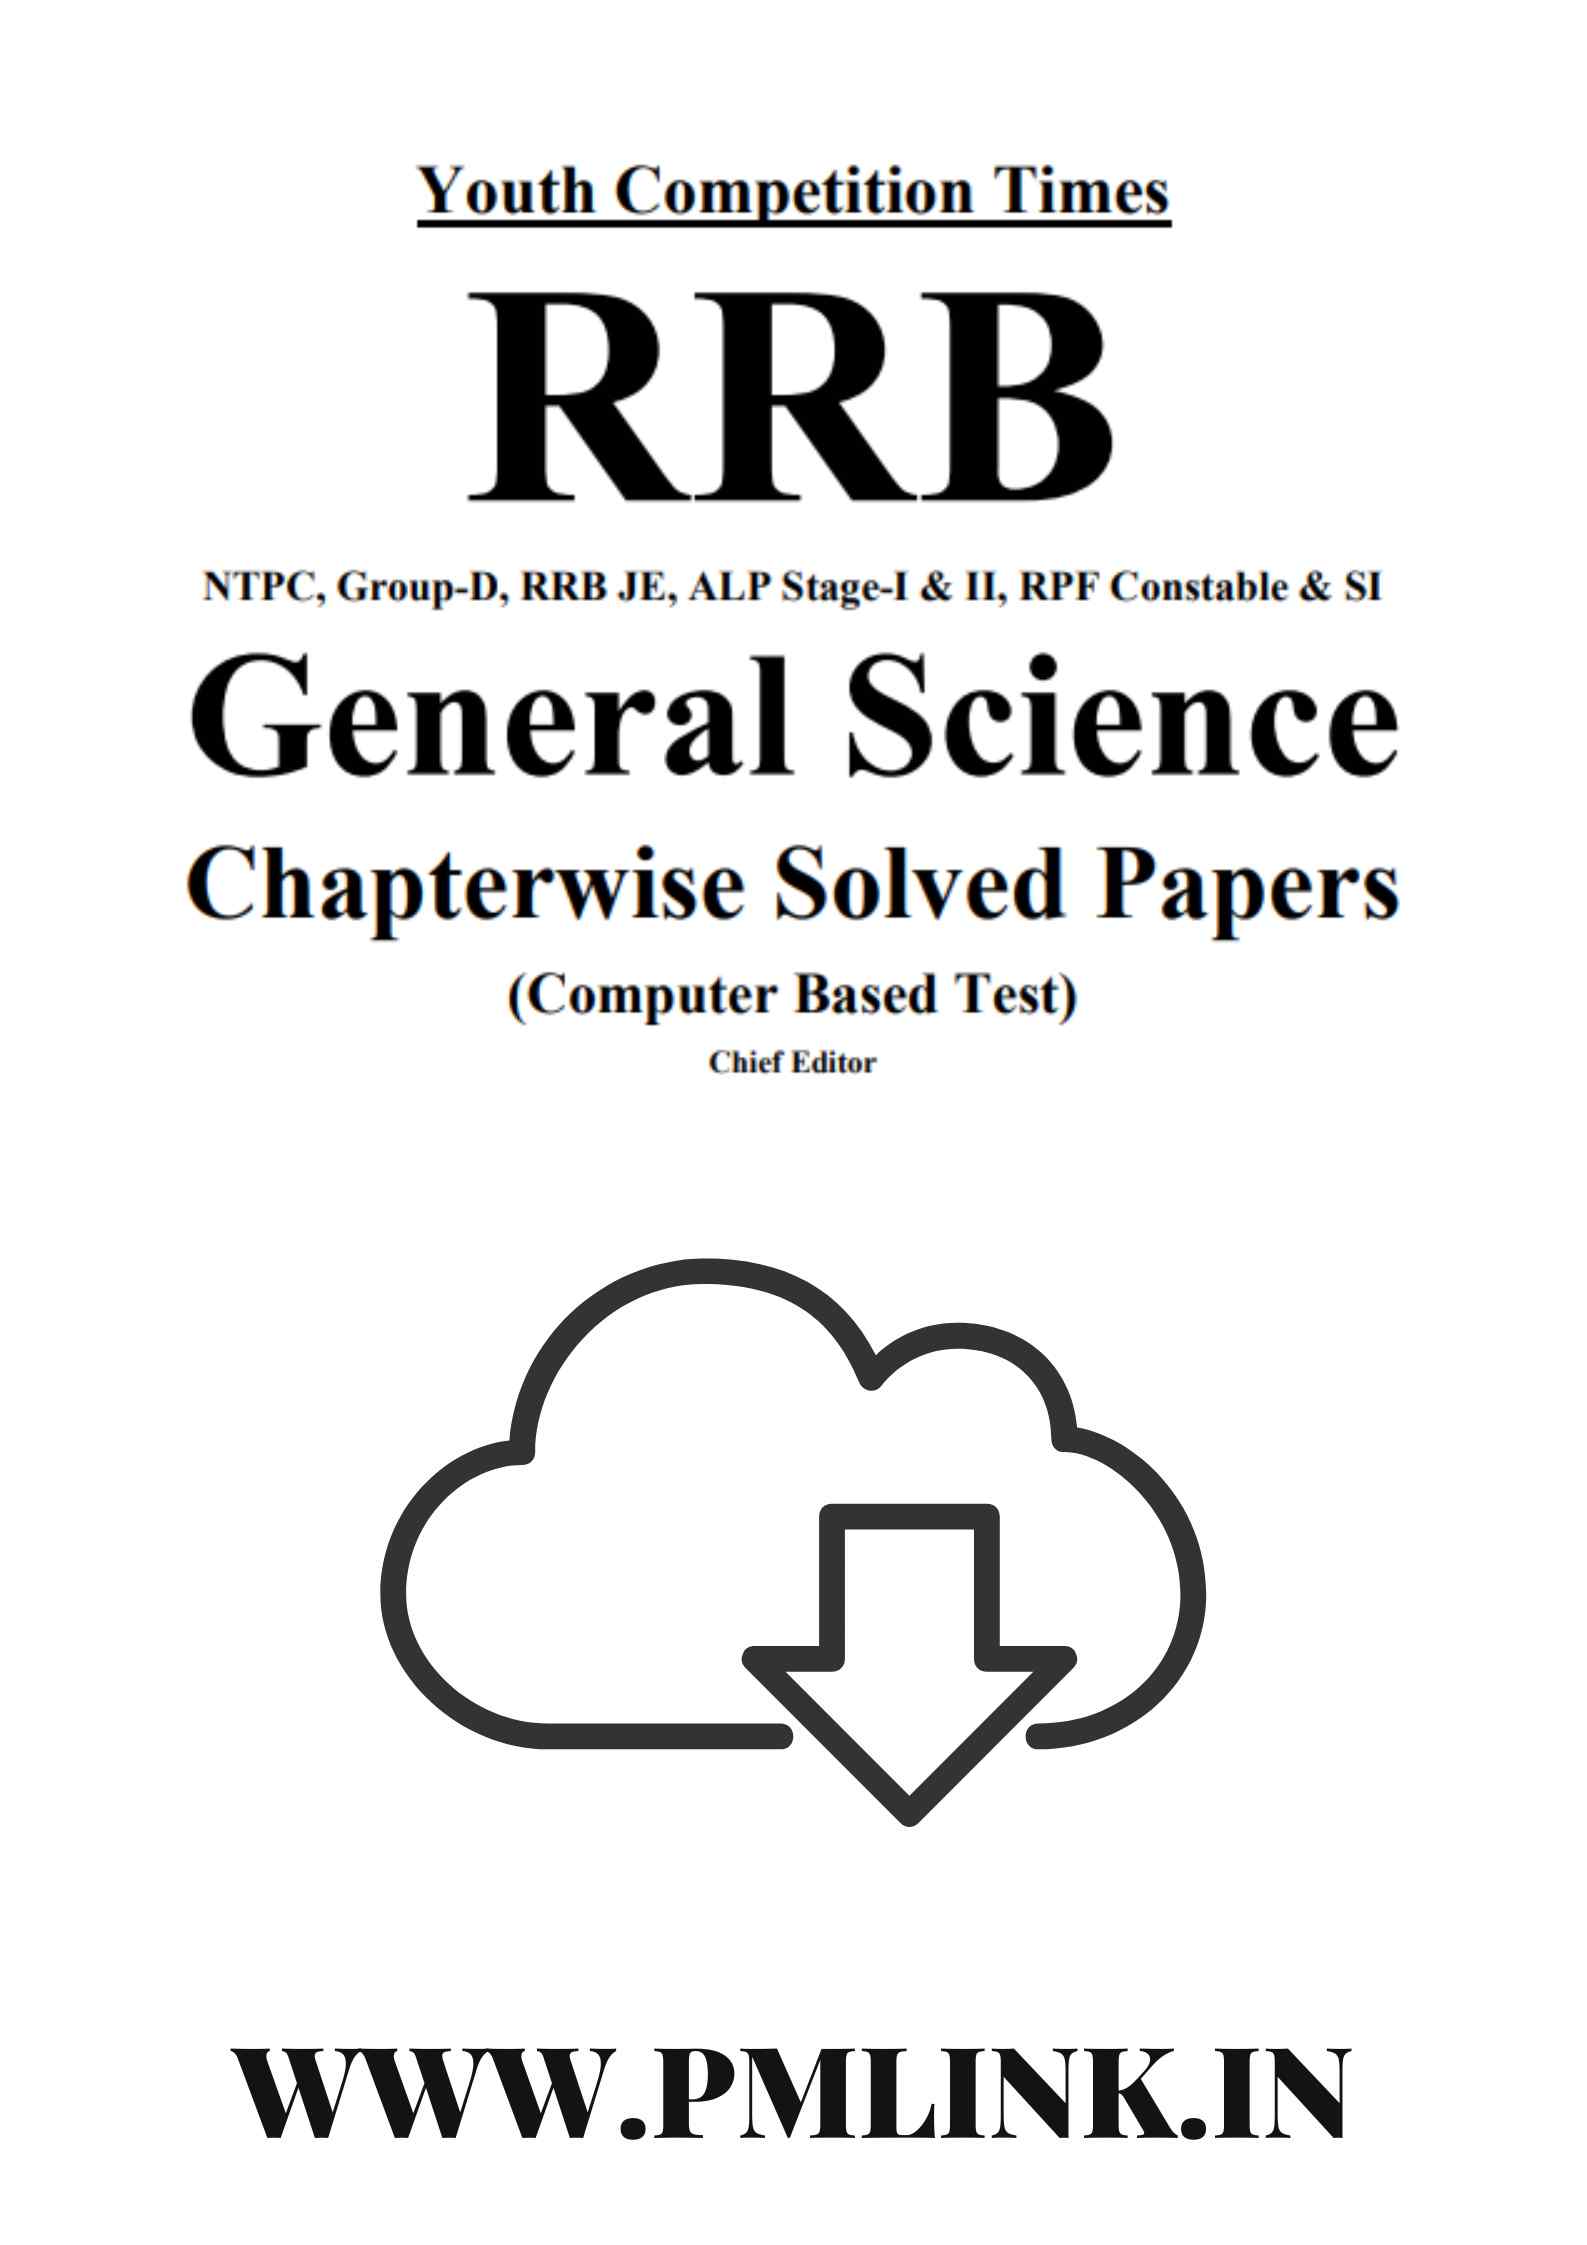 Youth Competition Times
RRB
NTPC, Group-D, RRB JE, ALP Stage-I & II, RPF Constable & SI
General Science
Chapterwise Solved Papers
(Computer Based Test)
Chief Editor
WWW.PMLINK.IN